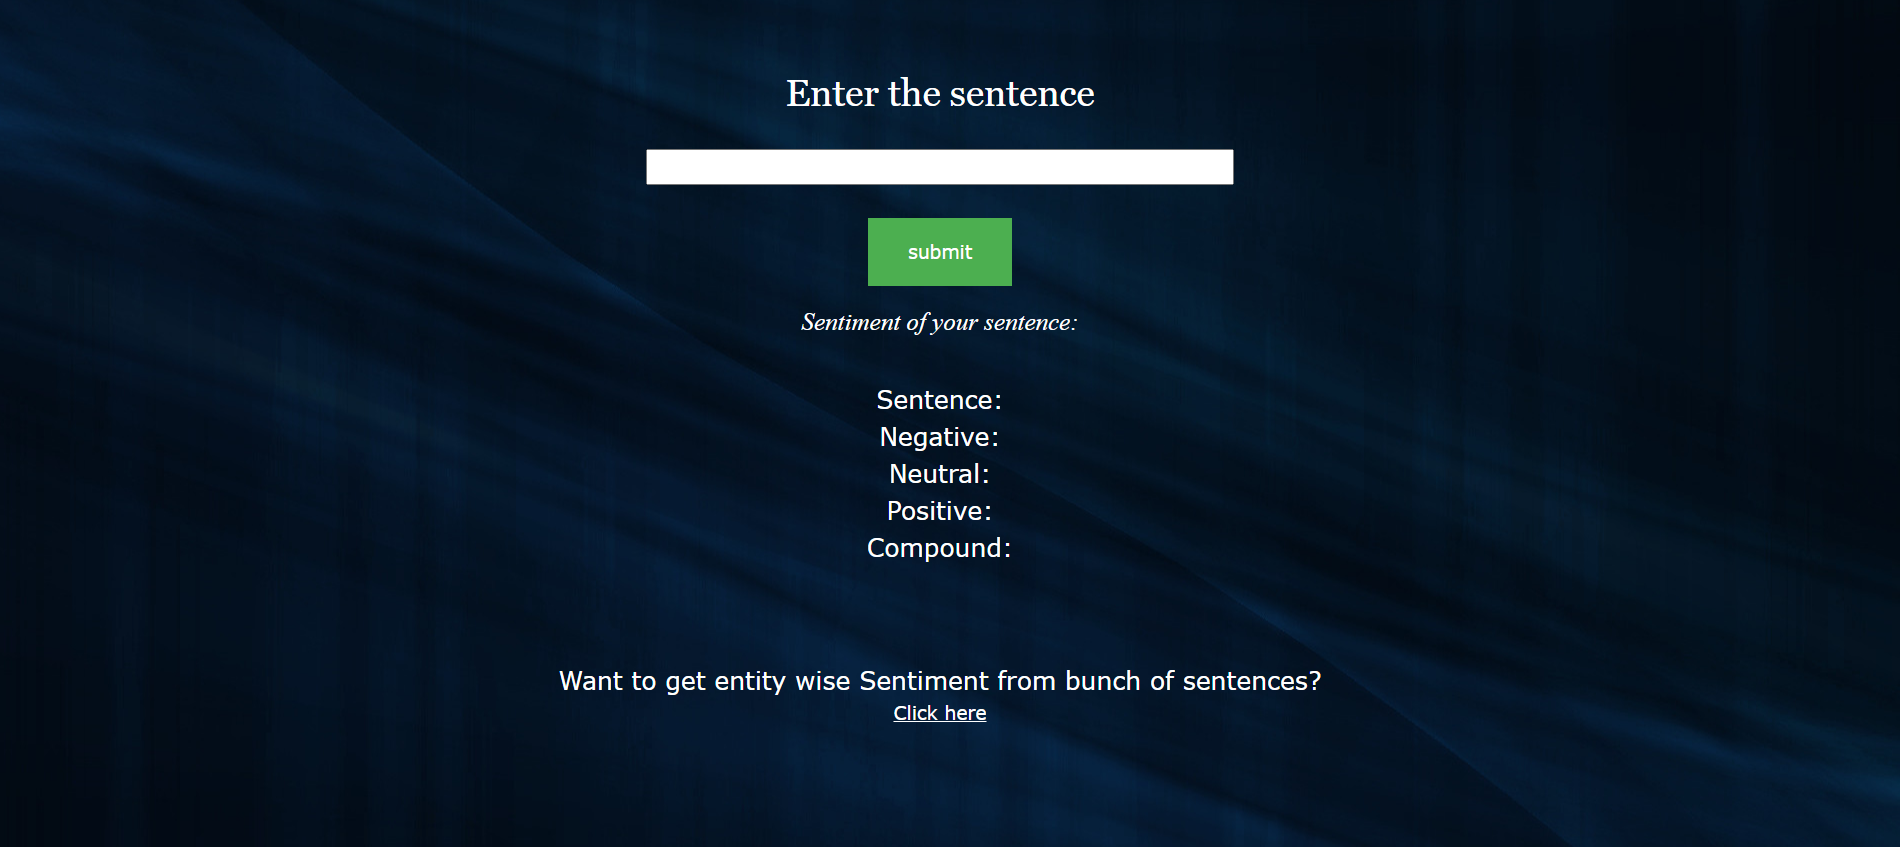 Enter the sentence
submit
Sentiment of your sentence:
Sentence:
Negative:
Neutral:
Positive:
Compound:
Want to get entity wise Sentiment from bunch of sentences?
Click here